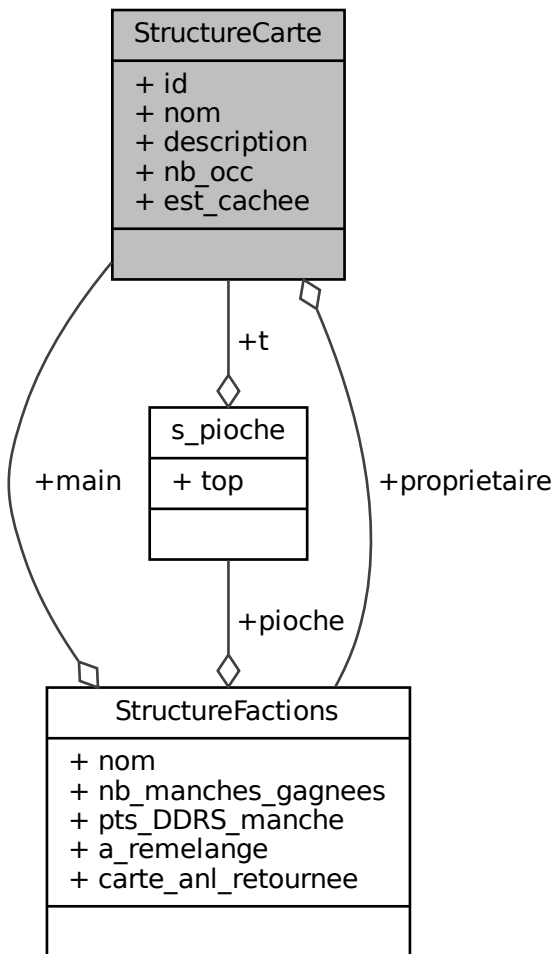 StructureCarte
+ id
+ nom
+ description
+ nb_occ
+ est_cachee
+t
s_pioche
+ top
+main
+proprietaire
+pioche
StructureFactions
+ nom
+ nb_manches_gagnees
+ pts_DDRS_manche
+ a_remelange
+ carte_anl_retournee